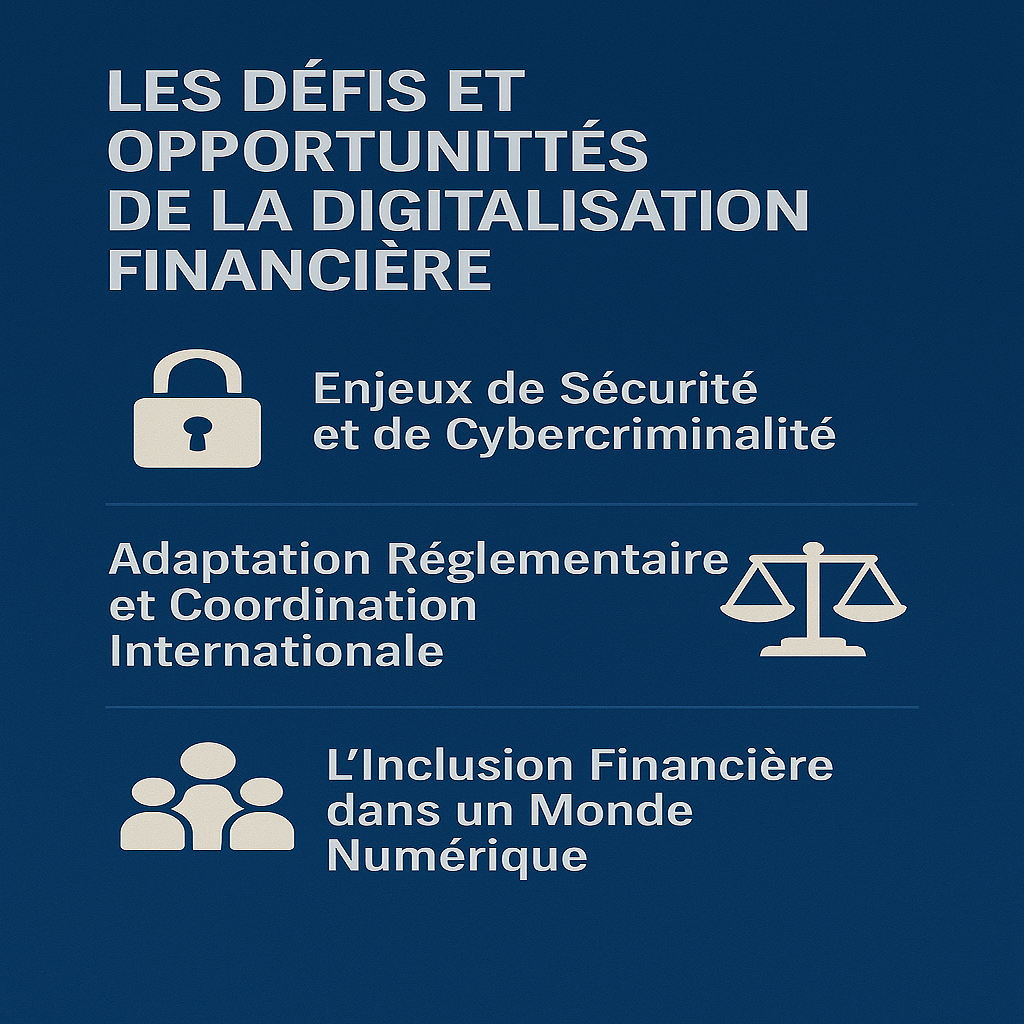 LES DÉFIS ET
OPPORTUNITTÉS
DE LA DIGITALISATION
FINANCIÈRE
Enjeux de Sécurité
et de Cybercriminalité
Adaptation Réglementaire
et Coordination
Internationale
L’Inclusion Financière
dans un Monde
Numérique